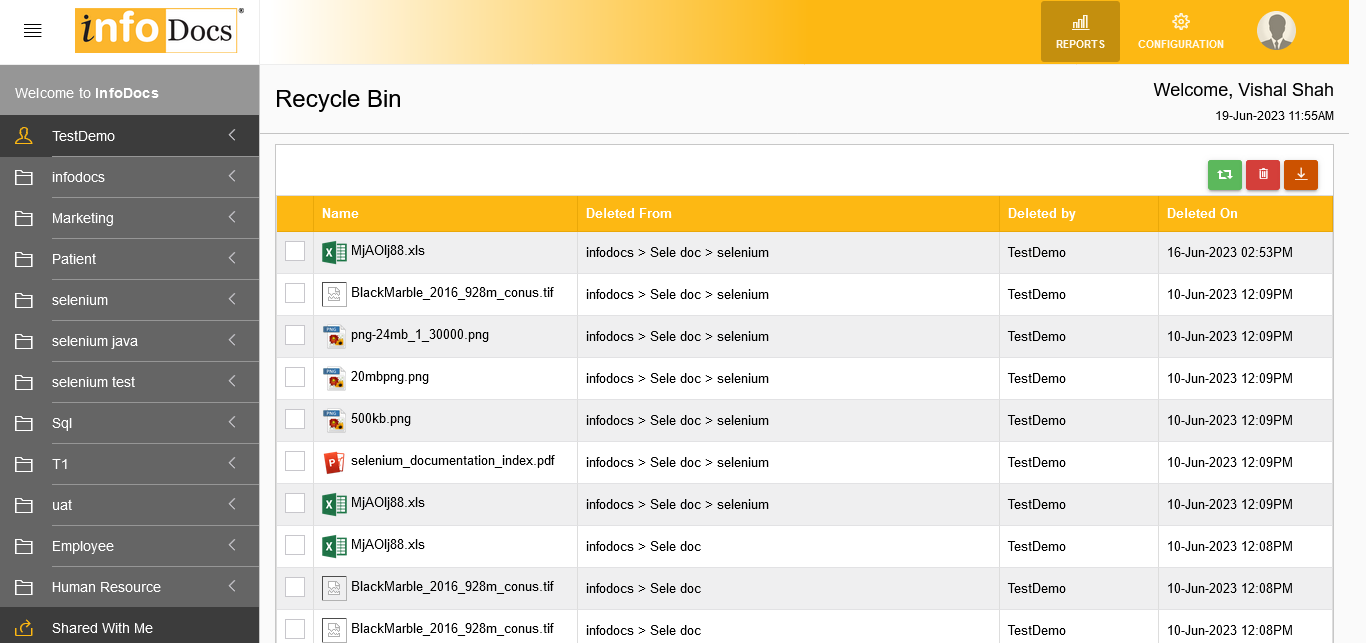 info Docs
REPORTS
CONFIGURATION
Welcome to InfoDocs
Recycle Bin
Welcome, Vishal Shah
19-Jun-2023 11:55AM
TestDemo
infodocs
Marketing
Patient
selenium
selenium java
selenium test
Sql
T1
uat
Employee
Human Resource
Shared With Me
Name Deleted From Deleted by Deleted On
MjAOlj88.xls infodocs > Sele doc > selenium TestDemo 16-Jun-2023 02:53PM
BlackMarble_2016_928m_conus.tif infodocs > Sele doc > selenium TestDemo 10-Jun-2023 12:09PM
PNG png-24mb_1_30000.png infodocs > Sele doc > selenium TestDemo 10-Jun-2023 12:09PM
PNG 20mbpng.png infodocs > Sele doc > selenium TestDemo 10-Jun-2023 12:09PM
PNG 500kb.png infodocs > Sele doc > selenium TestDemo 10-Jun-2023 12:09PM
selenium_documentation_index.pdf infodocs > Sele doc > selenium TestDemo 10-Jun-2023 12:09PM
MjAOlj88.xls infodocs > Sele doc > selenium TestDemo 10-Jun-2023 12:09PM
MjAOlj88.xls infodocs > Sele doc TestDemo 10-Jun-2023 12:08PM
BlackMarble_2016_928m_conus.tif infodocs > Sele doc TestDemo 10-Jun-2023 12:08PM
BlackMarble_2016_928m_conus.tif infodocs > Sele doc TestDemo 10-Jun-2023 12:08PM